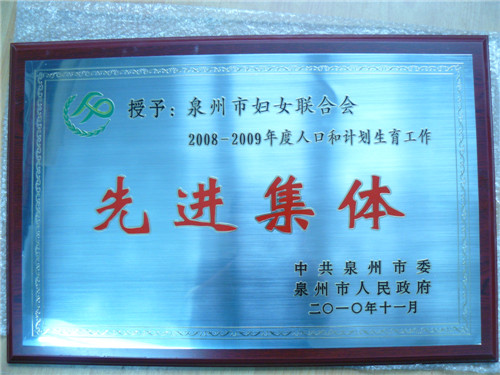 授予：泉州市妇女联合会
2008-2009年度人口和计划生育工作
先进集体
中共泉州市委
泉州市人民政府
二〇一〇年十一月